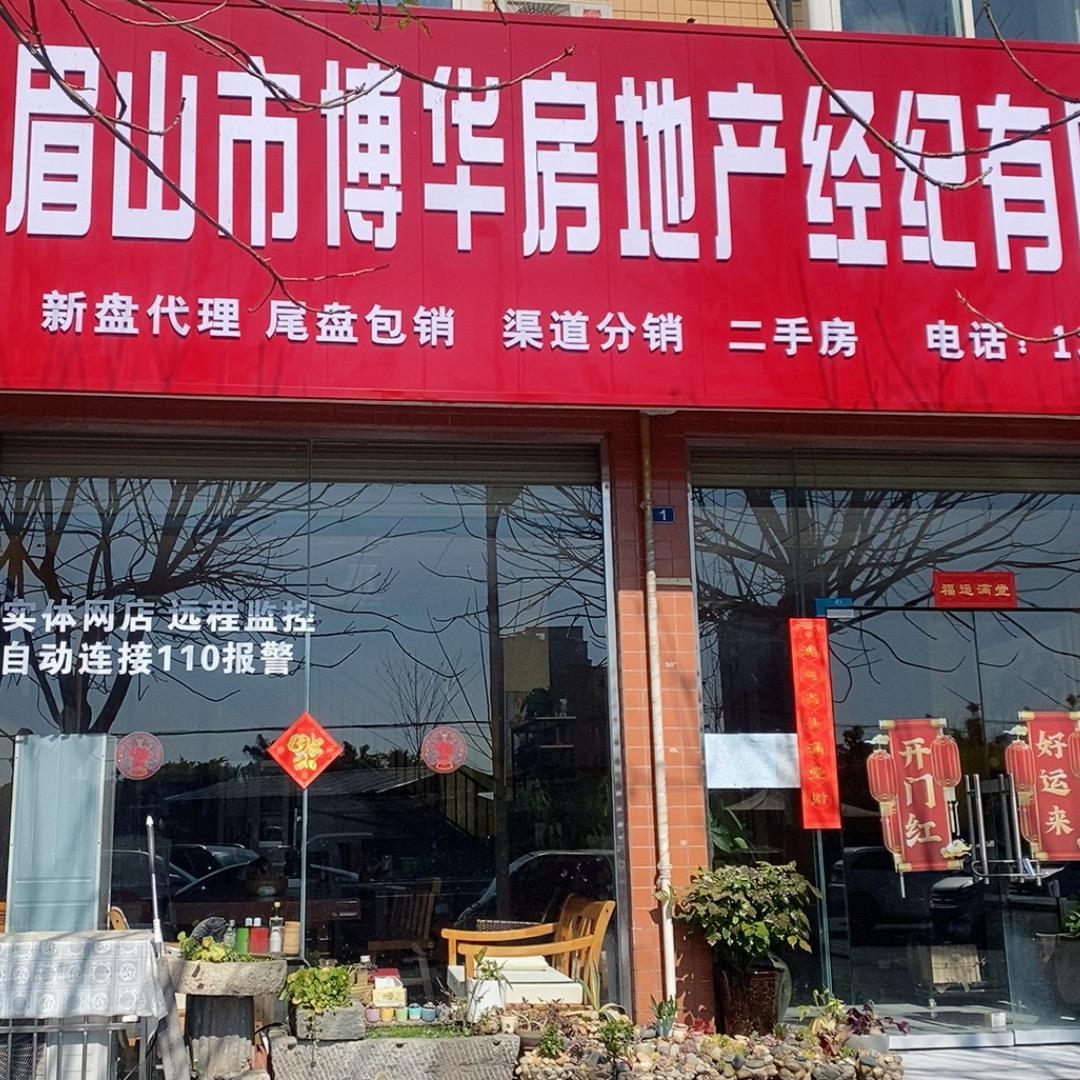 眉山市博华房地产经纪有
新盘代理 尾盘包销 渠道分销 二手房 电话：1
1
福运满堂
实体网店 远程监控
自动连接110报警
福
开门红
好运来